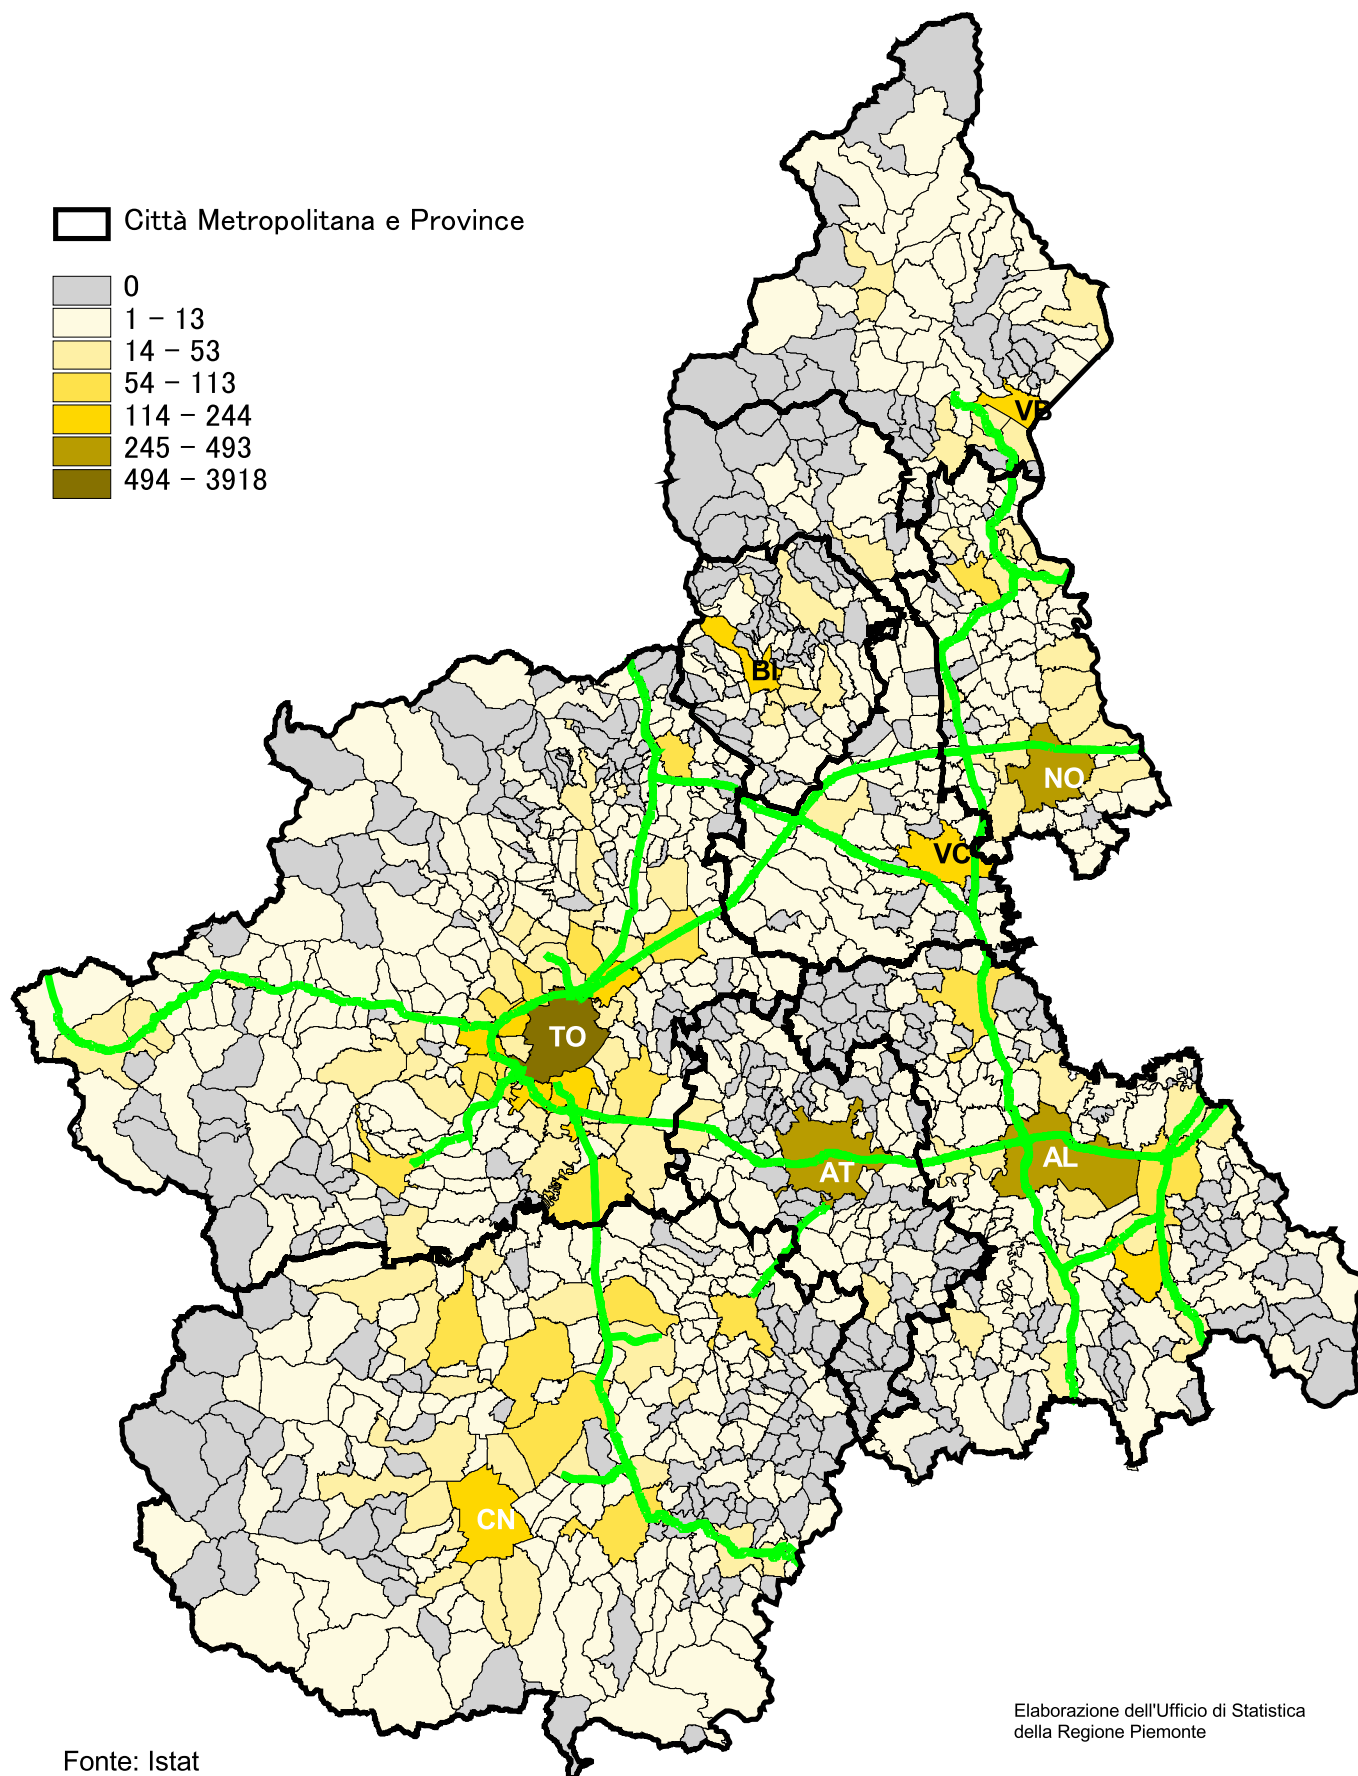 Città Metropolitana e Province
0
1 – 13
14 – 53
54 – 113
114 – 244
245 – 493
494 – 3918
VB
BI
NO
VC
TO
AL
AT
CN
Elaborazione dell'Ufficio di Statistica
della Regione Piemonte
Fonte: Istat